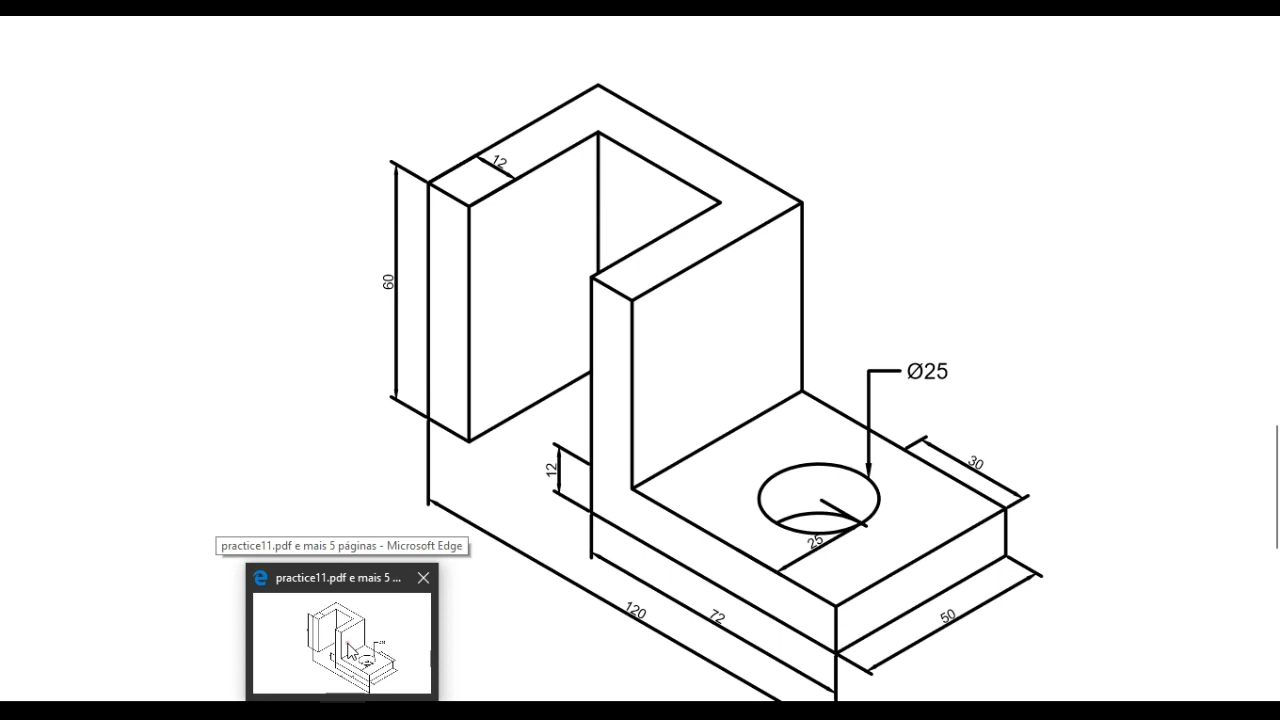 12
60
Ø25
30
12
25
practice11.pdf e mais 5 páginas - Microsoft Edge
practice11.pdf e mais 5 ...
120
72
50